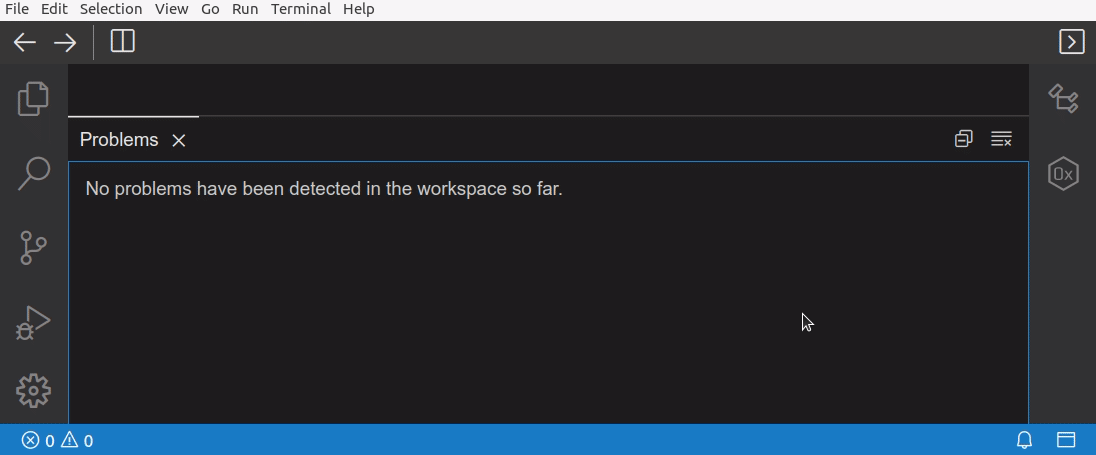 File Edit Selection View Go Run Terminal Help
Problems
0x
No problems have been detected in the workspace so far.
0 0